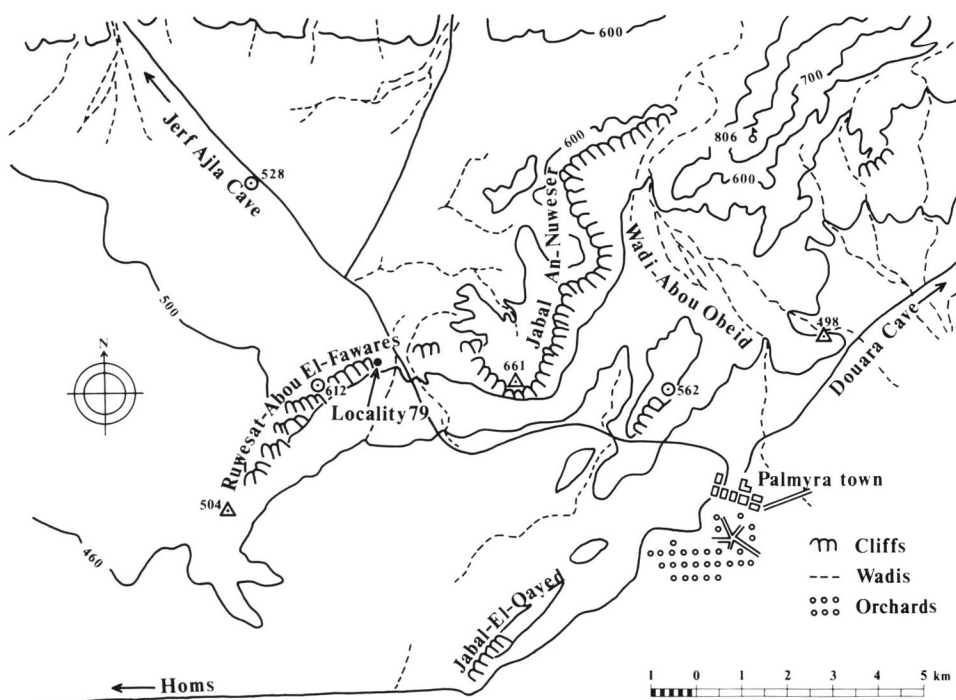 600
700
806
600
600
Jerf Ajla Cave
528
Jabal An-Nuweser
Wadi-Abou Obeid
500
498
Douara Cave
661
562
Ruwesat-Abou El-Fawares
612
N
Locality79
504
Palmyra town
460
Cliffs
Wadis
Orchards
Jabal-El-Qayed
Homs
1 0 1 2 3 4 5 km